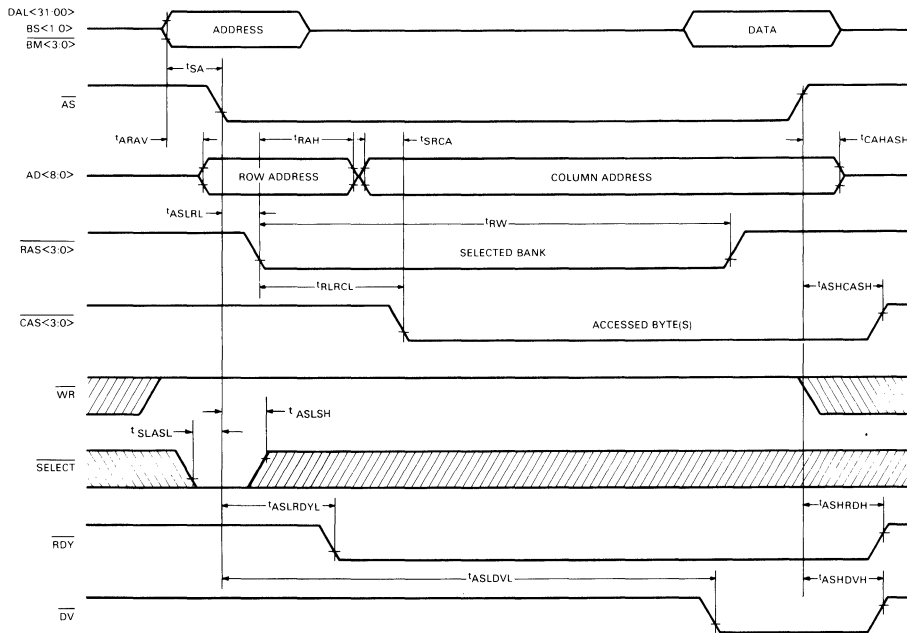 DAL<31:00>
BS<1:0>
BM<3:0>
ADDRESS
DATA
tSA
AS
tARAV
tRAH
tSRCA
tCAHASH
AD<8:0>
ROW ADDRESS
COLUMN ADDRESS
tASLRL
tRW
RAS<3:0>
SELECTED BANK
tRLRCL
tASHCASH
CAS<3:0>
ACCESSED BYTE(S)
WR
tSLASL
tASLSH
SELECT
tASLRDYL
tASHRDH
RDY
tASLDVL
tASHDVH
DV